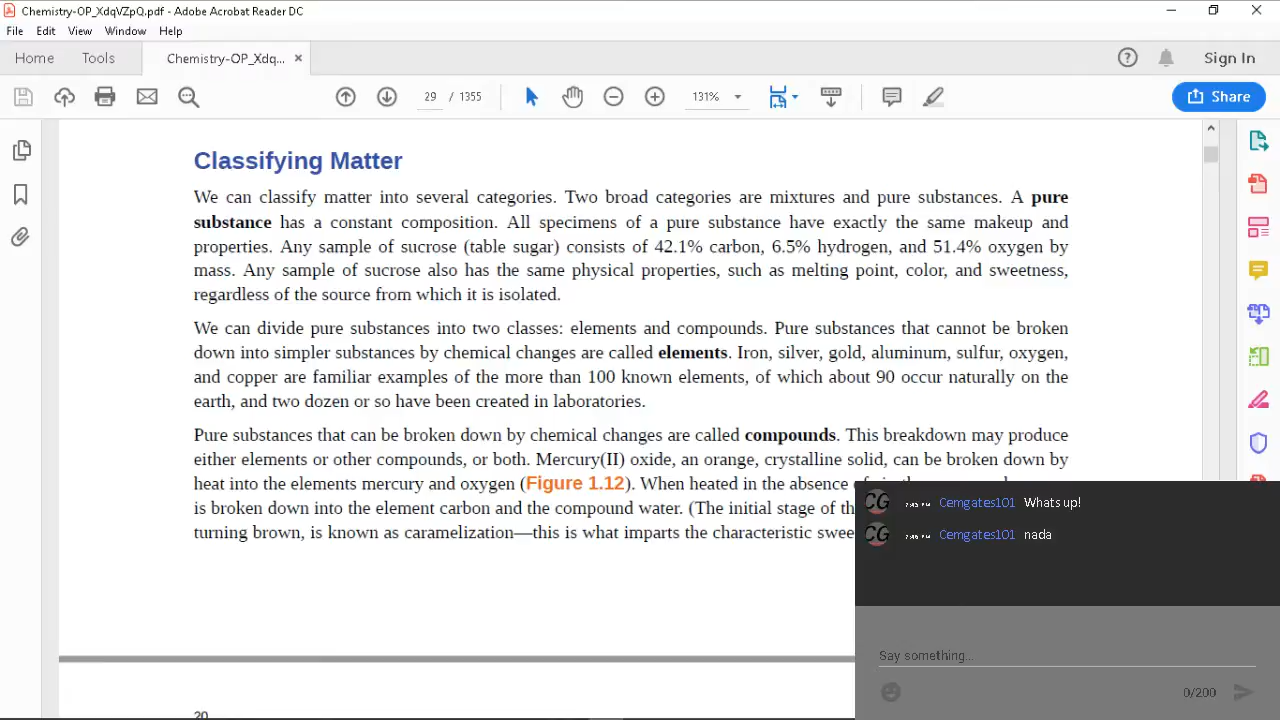 Chemistry-OP_XdqVZpQ.pdf - Adobe Acrobat Reader DC
File Edit View Window Help
Home Tools Chemistry-OP_Xdq... × Sign In
29 / 1355 131% Share
Classifying Matter
We can classify matter into several categories. Two broad categories are mixtures and pure substances. A pure
substance has a constant composition. All specimens of a pure substance have exactly the same makeup and
properties. Any sample of sucrose (table sugar) consists of 42.1% carbon, 6.5% hydrogen, and 51.4% oxygen by
mass. Any sample of sucrose also has the same physical properties, such as melting point, color, and sweetness,
regardless of the source from which it is isolated.
We can divide pure substances into two classes: elements and compounds. Pure substances that cannot be broken
down into simpler substances by chemical changes are called elements. Iron, silver, gold, aluminum, sulfur, oxygen,
and copper are familiar examples of the more than 100 known elements, of which about 90 occur naturally on the
earth, and two dozen or so have been created in laboratories.
Pure substances that can be broken down by chemical changes are called compounds. This breakdown may produce
either elements or other compounds, or both. Mercury(II) oxide, an orange, crystalline solid, can be broken down by
heat into the elements mercury and oxygen (Figure 1.12). When heated in the absence
is broken down into the element carbon and the compound water. (The initial stage of
turning brown, is known as caramelization—this is what imparts the characteristic
CG Cemgates101 Whats up!
CG Cemgates101 nada
Say something...
0/200
20